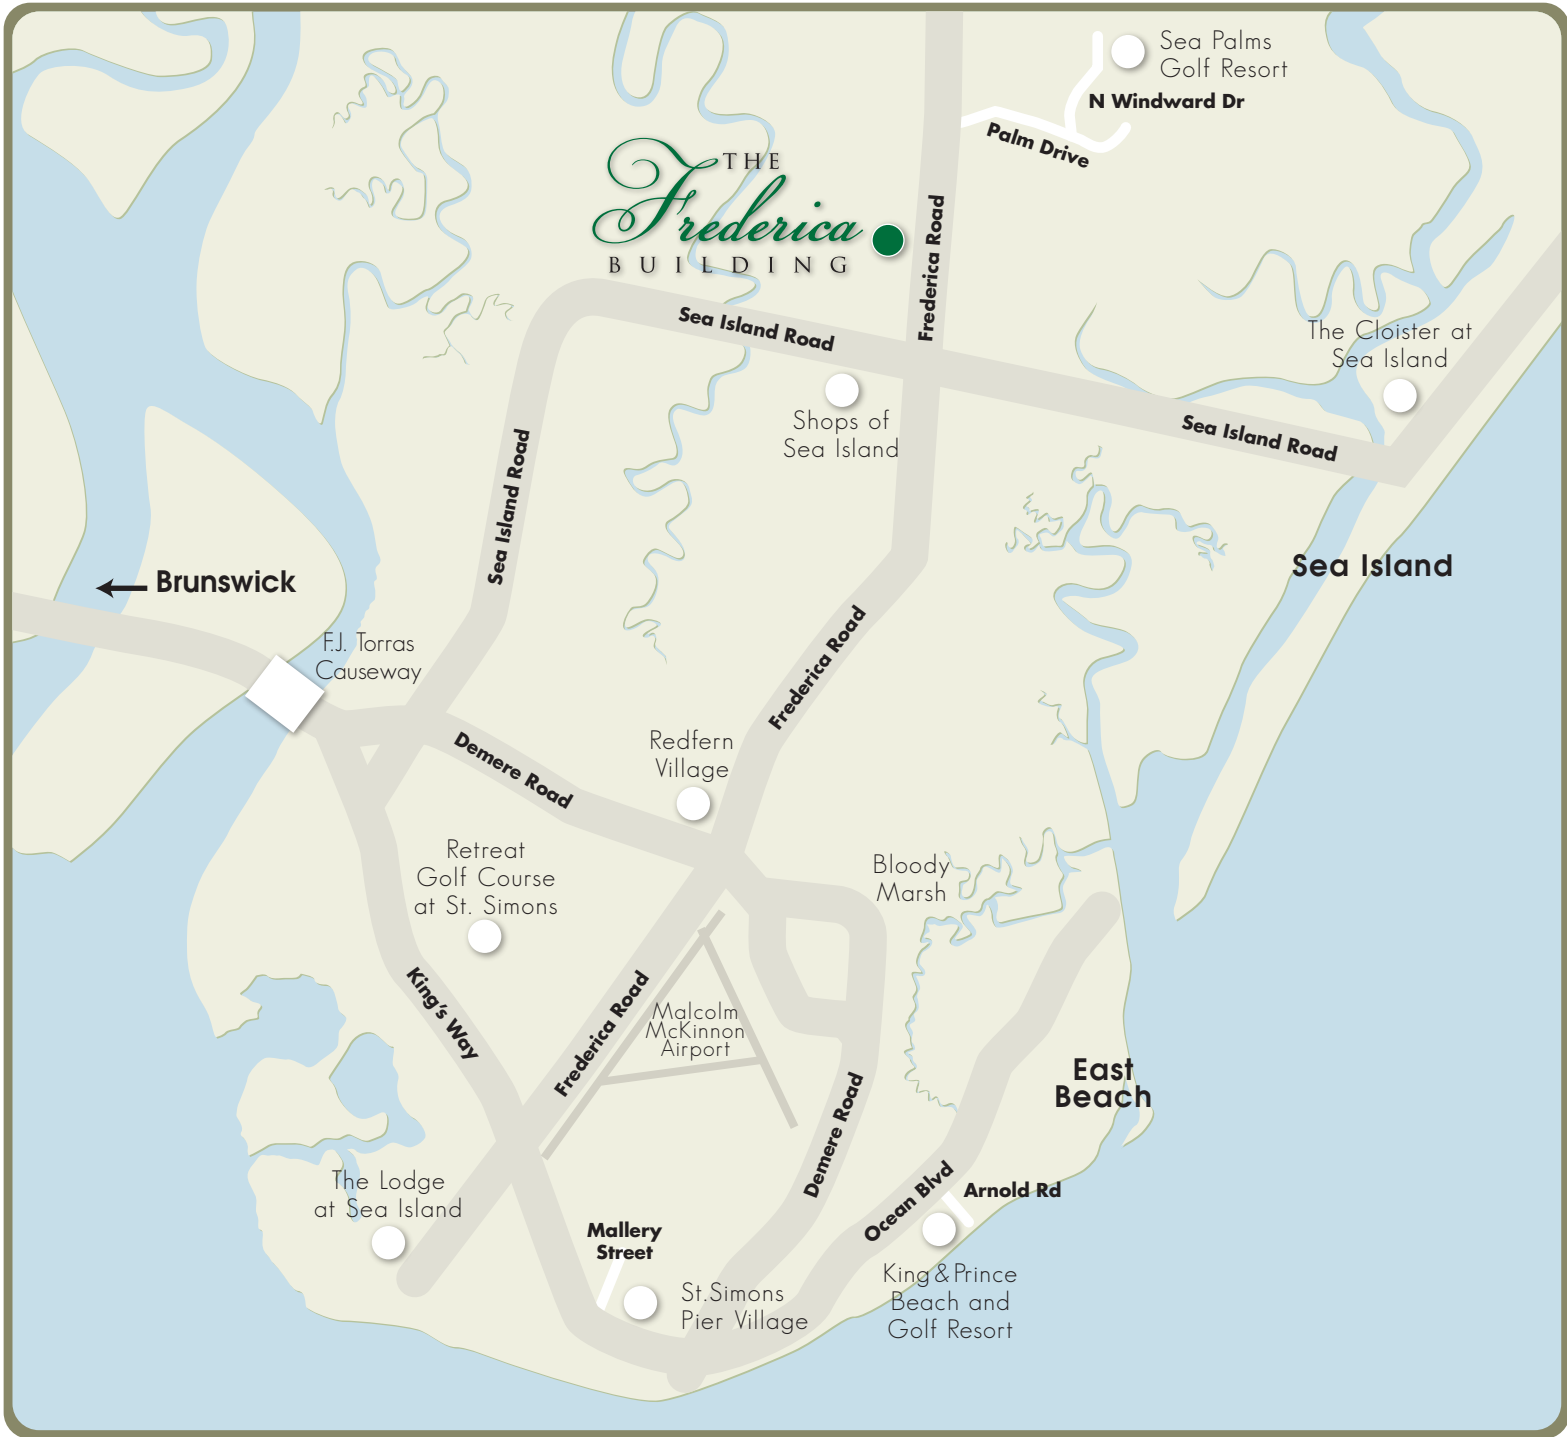 Sea Palms
Golf Resort
N Windward Dr
Palm Drive
THE
Frederica
BUILDING
Frederica Road
Sea Island Road
The Cloister at
Sea Island
Shops of
Sea Island
Sea Island Road
Sea Island Road
Sea Island
Brunswick
F.J. Torras
Causeway
Frederica Road
Redfern
Village
Demere Road
Retreat
Golf Course
at St. Simons
Bloody
Marsh
King's Way
Frederica Road
Malcolm
McKinnon
Airport
East
Beach
Demere Road
The Lodge
at Sea Island
Ocean Blvd
Arnold Rd
Mallery
Street
St.Simons
Pier Village
King&Prince
Beach and
Golf Resort